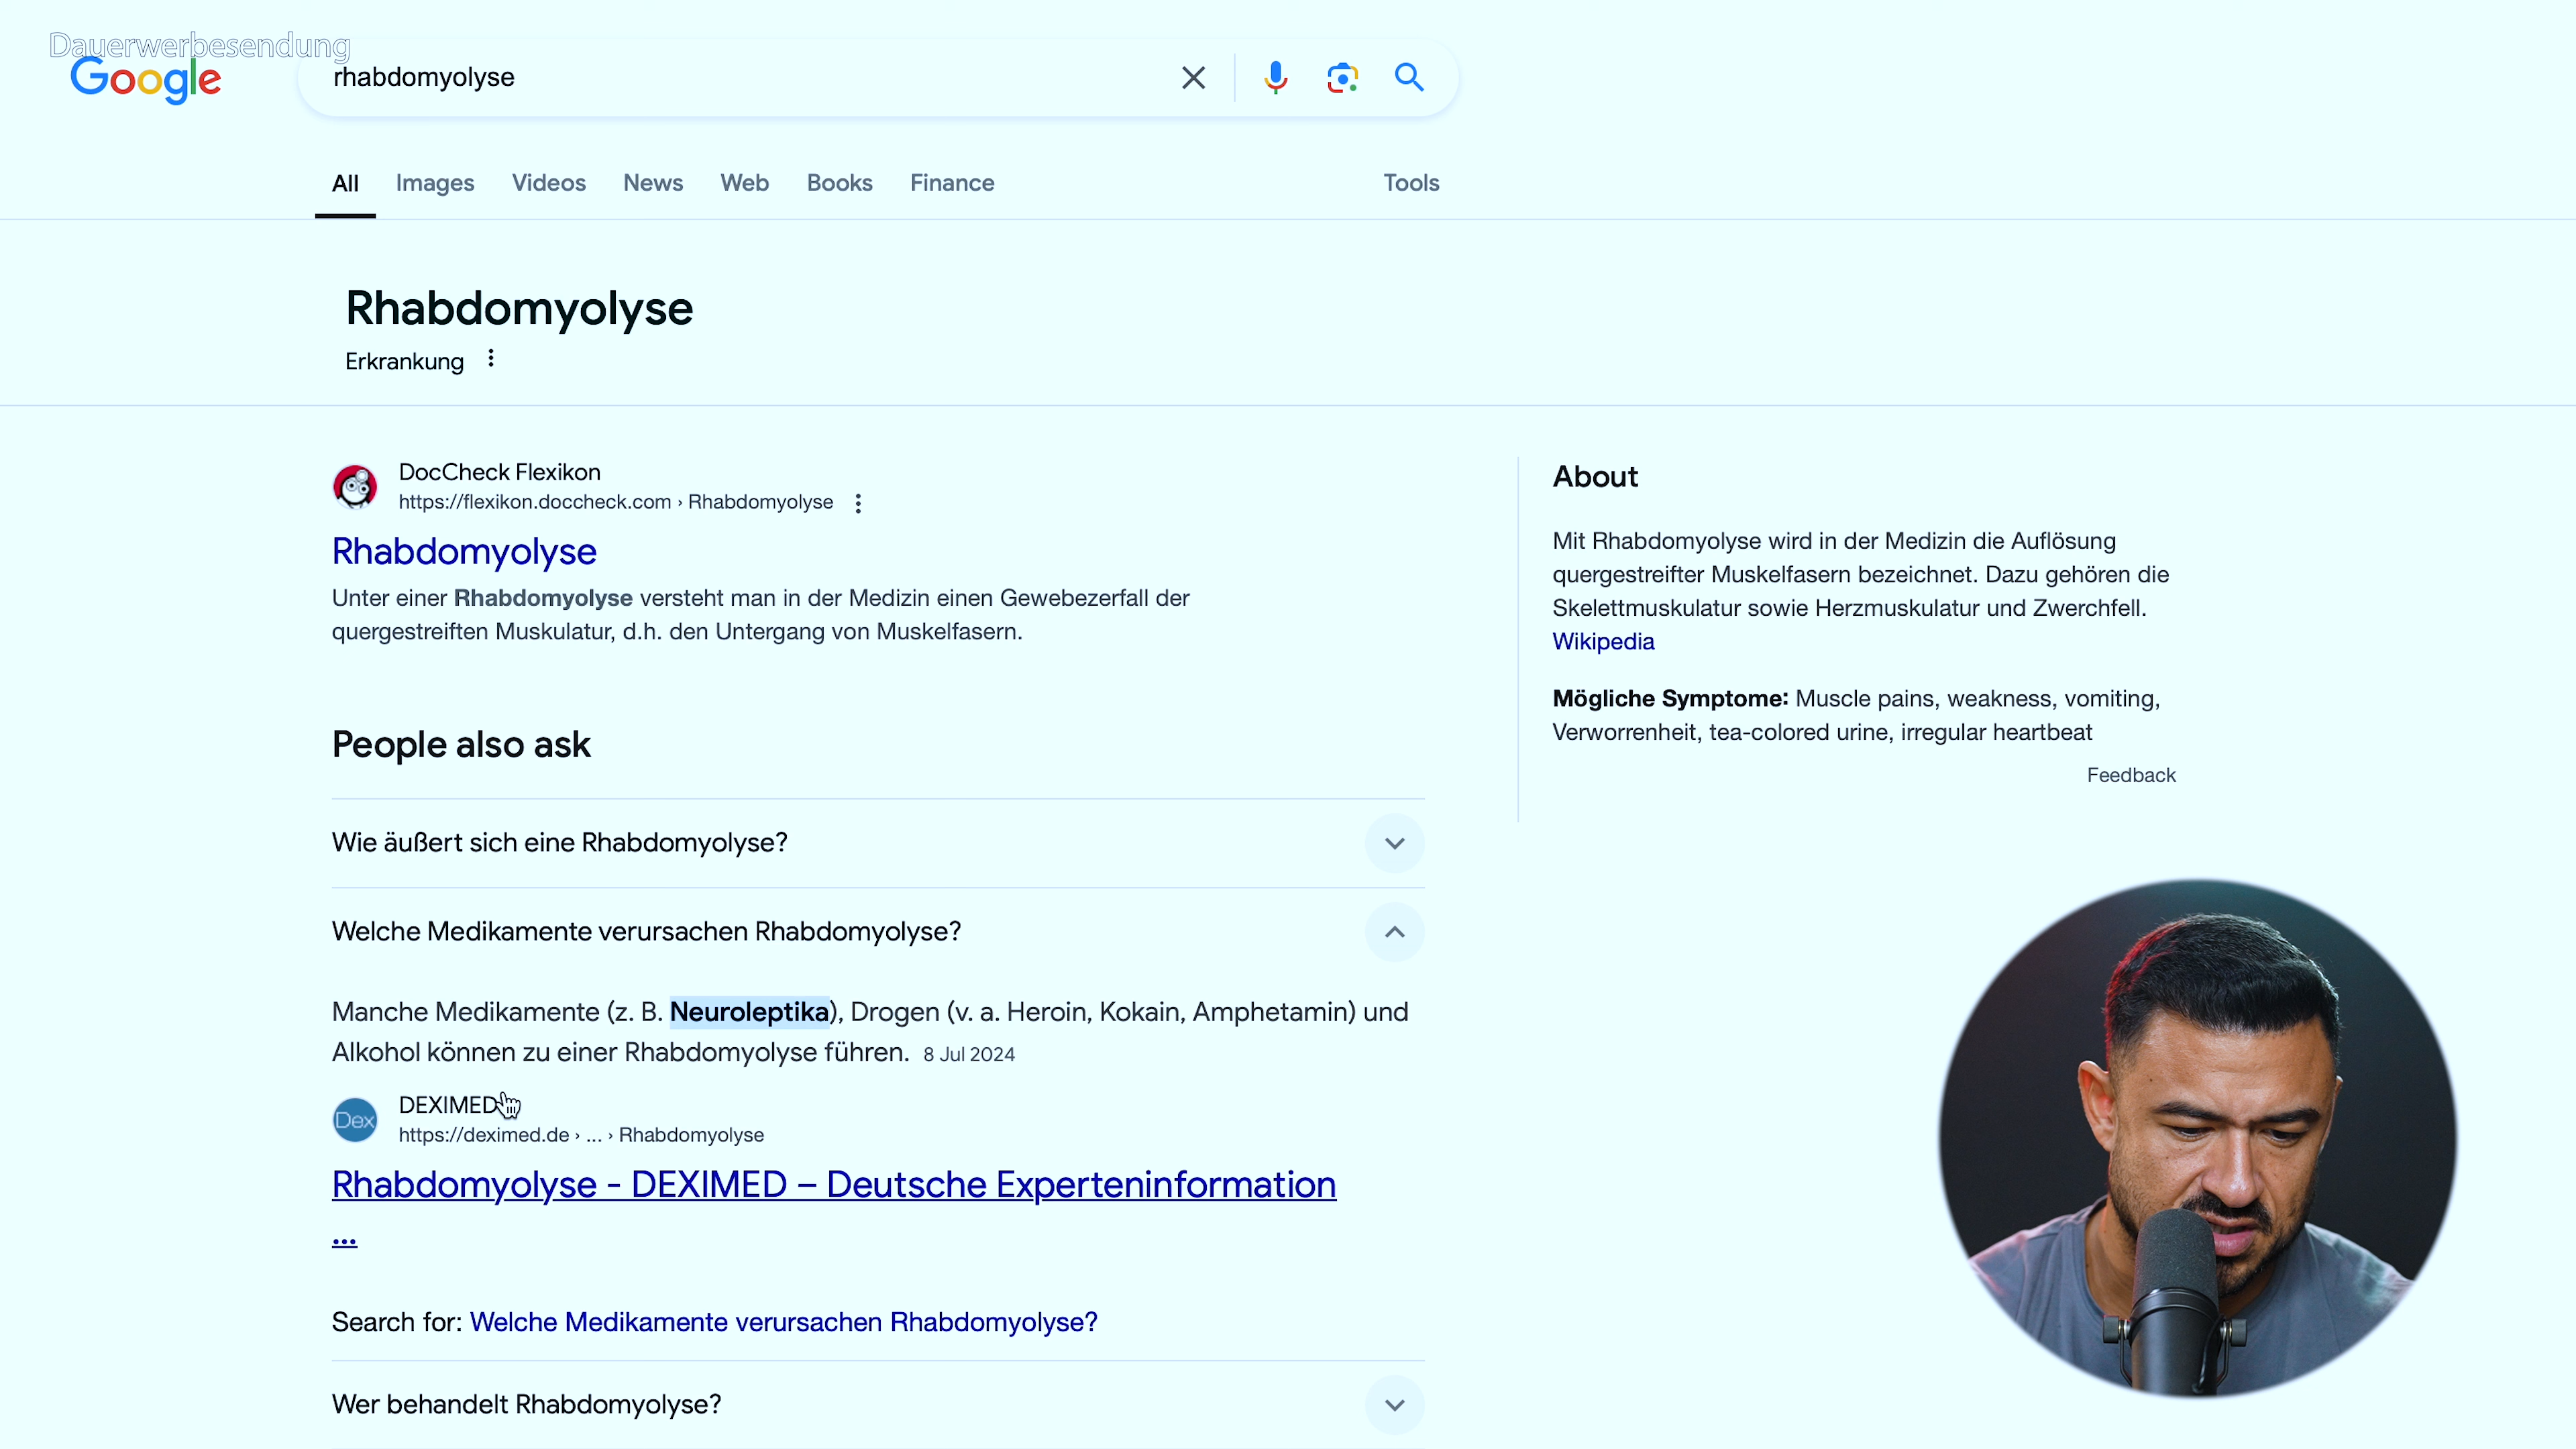 Dauerwerbesendung
Google
rhabdomyolyse
All Images Videos News Web Books Finance Tools
Rhabdomyolyse
Erkrankung
DocCheck Flexikon
https://flexikon.doccheck.com › Rhabdomyolyse
Rhabdomyolyse
Unter einer Rhabdomyolyse versteht man in der Medizin einen Gewebezerfall der
quergestreiften Muskulatur, d.h. den Untergang von Muskelfasern.
People also ask
Wie äußert sich eine Rhabdomyolyse?
Welche Medikamente verursachen Rhabdomyolyse?
Manche Medikamente (z. B. Neuroleptika), Drogen (v. a. Heroin, Kokain, Amphetamin) und
Alkohol können zu einer Rhabdomyolyse führen. 8 Jul 2024
Dex
DEXIMED
https://deximed.de › ... › Rhabdomyolyse
Rhabdomyolyse - DEXIMED – Deutsche Experteninformation
...
Search for: Welche Medikamente verursachen Rhabdomyolyse?
Wer behandelt Rhabdomyolyse?
About
Mit Rhabdomyolyse wird in der Medizin die Auflösung
quergestreifter Muskelfasern bezeichnet. Dazu gehören die
Skelettmuskulatur sowie Herzmuskulatur und Zwerchfell.
Wikipedia
Mögliche Symptome: Muscle pains, weakness, vomiting,
Verworrenheit, tea-colored urine, irregular heartbeat
Feedback